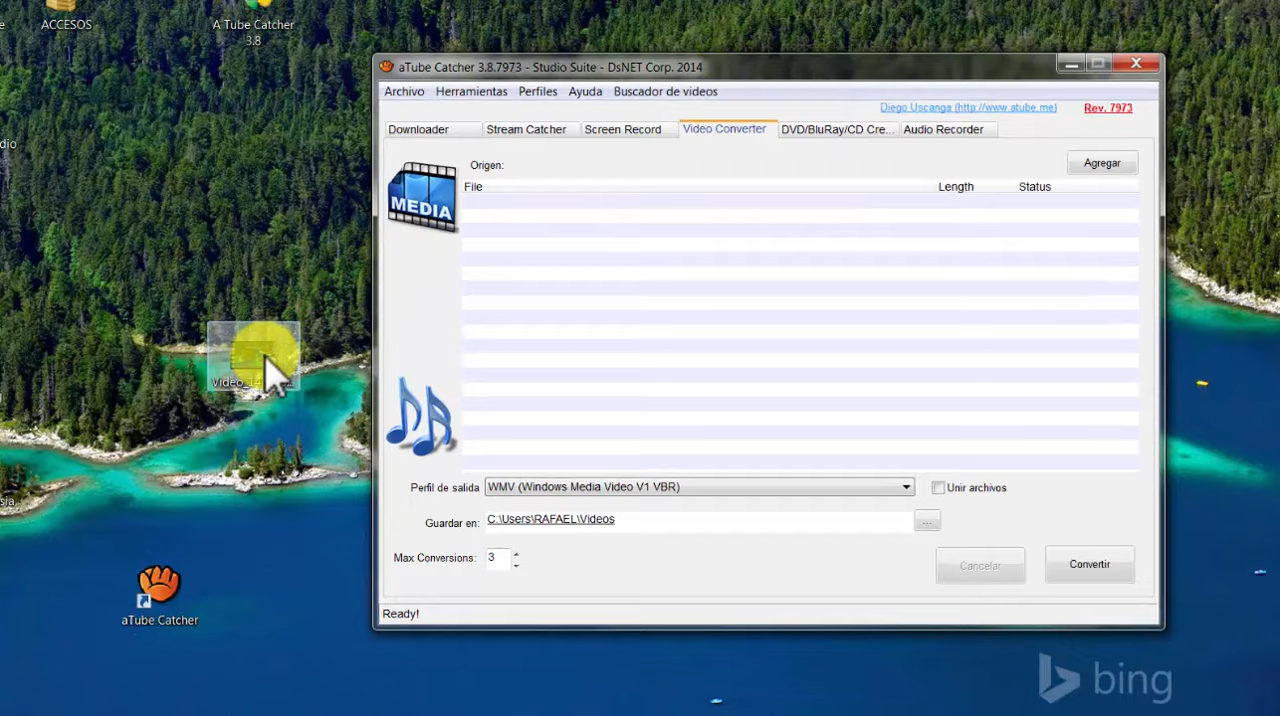 ACCESOS
A Tube Catcher
3.8
aTube Catcher 3.8.7973 - Studio Suite - DsNET Corp. 2014
Archivo Herramientas Perfiles Ayuda Buscador de videos
Diego Uscanga (http://www.atube.me) Rev. 7973
Downloader Stream Catcher Screen Record Video Converter DVD/BluRay/CD Cre... Audio Recorder
MEDIA
Origen: Agregar
File Length Status
Perfil de salida WMV (Windows Media Video V1 VBR) Unir archivos
Guardar en: C:\Users\RAFAEL\Videos ...
Max Conversions: 3
Cancelar Convertir
Ready!
aTube Catcher
bing